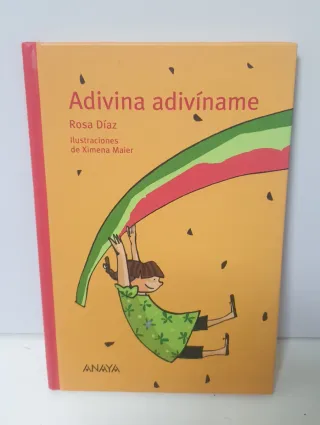 Adivina adivíname
Rosa Díaz
Ilustraciones
de Ximena Maier
ANAYA